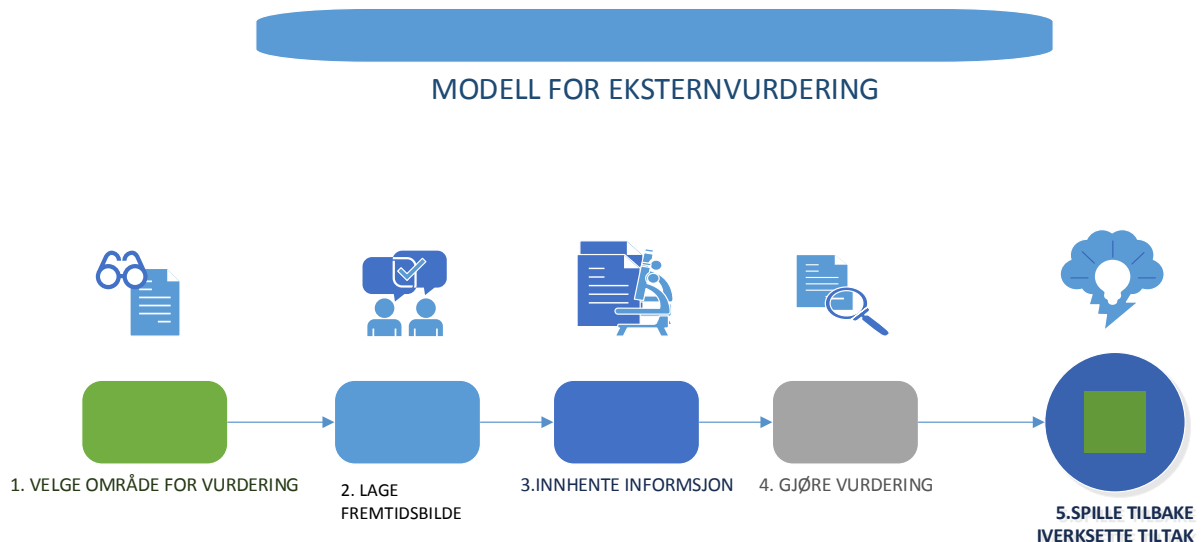 MODELL FOR EKSTERNVURDERING
1. VELGE OMRÅDE FOR VURDERING
2. LAGE
FREMTIDSBILDE
3.INNHENTE INFORMSJON
4. GJØRE VURDERING
5.SPILLE TILBAKE
IVERKSETTE TILTAK